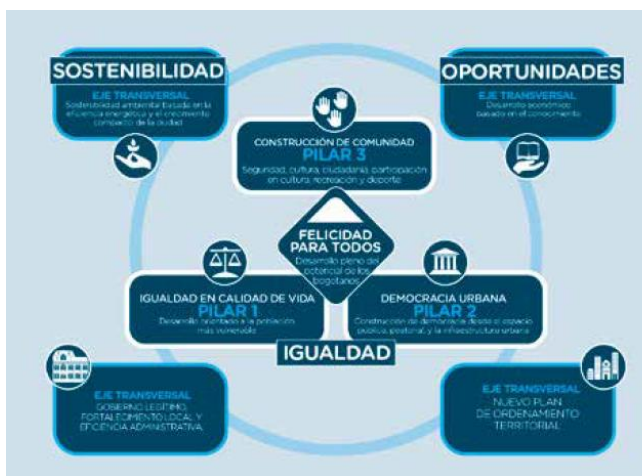 SOSTENIBILIDAD
EJE TRANSVERSAL
Sostenibilidad ambiental basada en la
eficiencia energética y el crecimiento
compacto de la ciudad
OPORTUNIDADES
EJE TRANSVERSAL
Desarrollo económico
basado en el conocimiento
CONSTRUCCIÓN DE COMUNIDAD
PILAR 3
Seguridad, cultura, ciudadanía, participación
en cultura, recreación y deporte
FELICIDAD
PARA TODOS
Desarrollo pleno del
potencial de los
bogotanos
IGUALDAD EN CALIDAD DE VIDA
PILAR 1
Desarrollo orientado a la población
más vulnerable
DEMOCRACIA URBANA
PILAR 2
Construcción de democracia desde el espacio
público, peatonal, y la infraestructura urbana
IGUALDAD
EJE TRANSVERSAL
GOBIERNO LEGÍTIMO,
FORTALECIMIENTO LOCAL Y
EFICIENCIA ADMINISTRATIVA
EJE TRANSVERSAL
NUEVO PLAN
DE ORDENAMIENTO
TERRITORIAL